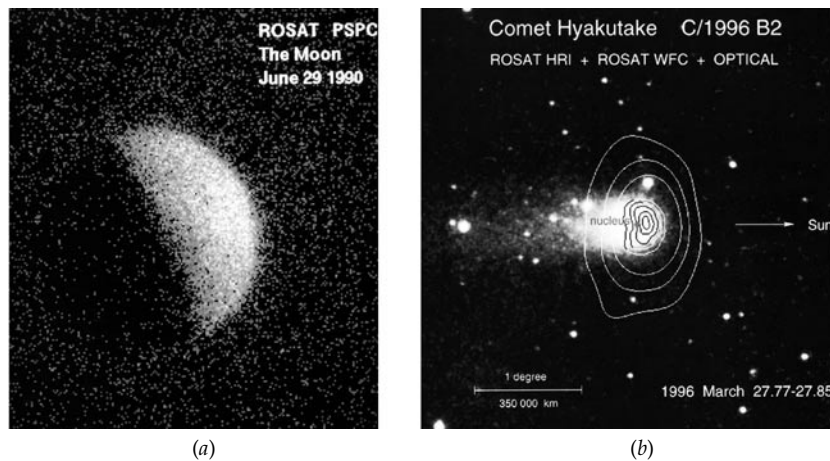 ROSAT PSPC
The Moon
June 29 1990
Comet Hyakutake C/1996 B2
ROSAT HRI + ROSAT WFC + OPTICAL
nucleus
Sun
1 degree
350 000 km
1996 March 27.77-27.85
(a)
(b)